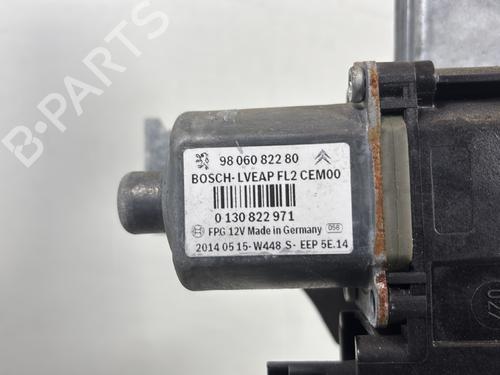 98 060 822 80
BOSCH-LVEAP FL2 CEM00
0 130 822 971
FPG 12V Made in Germany 058
2014 05 15-W448 S- EEP 5E.14
B-PARTS